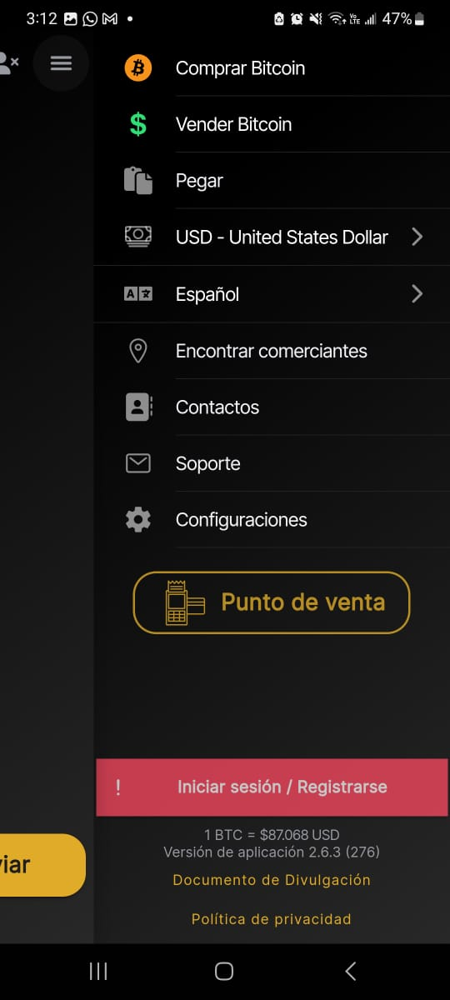 3:12
Vo
LTE
47%
Comprar Bitcoin
Vender Bitcoin
Pegar
USD - United States Dollar
Español
Encontrar comerciantes
Contactos
Soporte
Configuraciones
Punto de venta
! Iniciar sesión / Registrarse
1 BTC = $87.068 USD
viar
Versión de aplicación 2.6.3 (276)
Documento de Divulgación
Política de privacidad